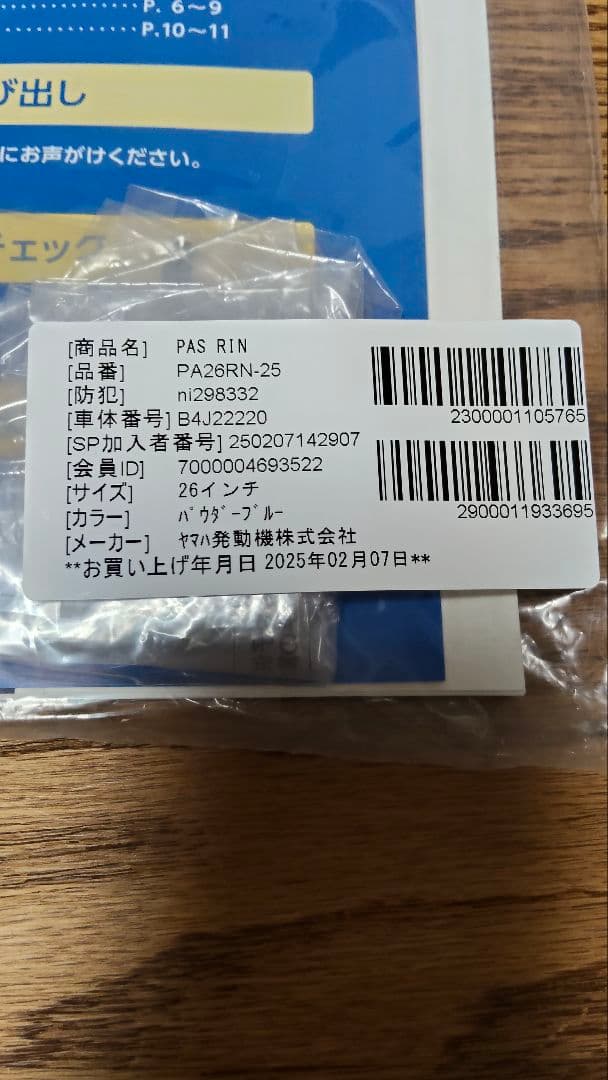 P. 6～9
P.10～11
び出し
にお声がけください。
チェック
[商品名] PAS RIN
[品番] PA26RN-25
[防犯] ni298332
[車体番号] B4J22220
2300001105765
[SP加入者番号] 250207142907
[会員ID] 7000004693522
[サイズ] 26インチ
[カラー] ﾊﾟｳﾀﾞｰﾌﾞﾙｰ
2900011933695
[メーカー] ﾔﾏﾊ発動機株式会社
**お買い上げ年月日 2025年02月07日**